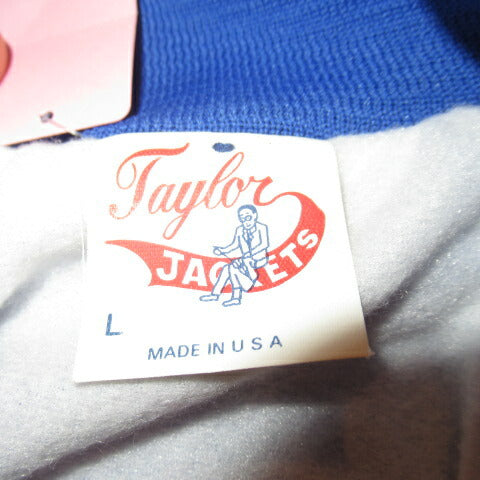 Taylor
JACKETS
L
MADE IN U S A